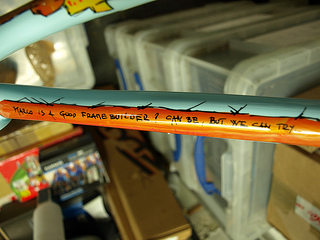 MARIO IS A GOOD FRAME BUILDER? CAN BE, BUT WE CAN TRY